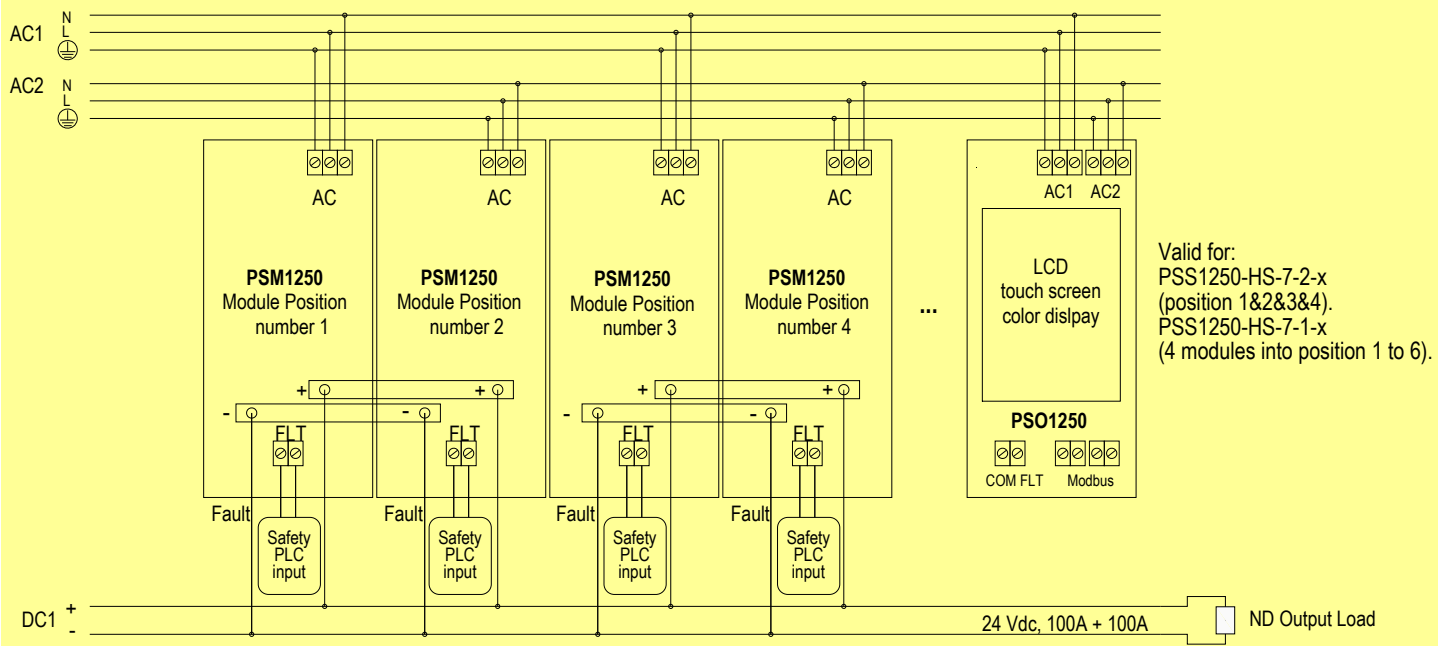 AC1
N
L
AC2
N
L
AC
AC
AC
AC
AC1 AC2
PSM1250
Module Position
number 1
PSM1250
Module Position
number 2
PSM1250
Module Position
number 3
PSM1250
Module Position
number 4
...
LCD
touch screen
color dislpay
PSO1250
COM FLT
Modbus
Valid for:
PSS1250-HS-7-2-x
(position 1&2&3&4).
PSS1250-HS-7-1-x
(4 modules into position 1 to 6).
+
+
+
+
-
-
-
-
FLT
FLT
FLT
FLT
Fault
Fault
Fault
Fault
Safety
PLC
input
Safety
PLC
input
Safety
PLC
input
Safety
PLC
input
DC1
+
-
24 Vdc, 100A + 100A
ND Output Load